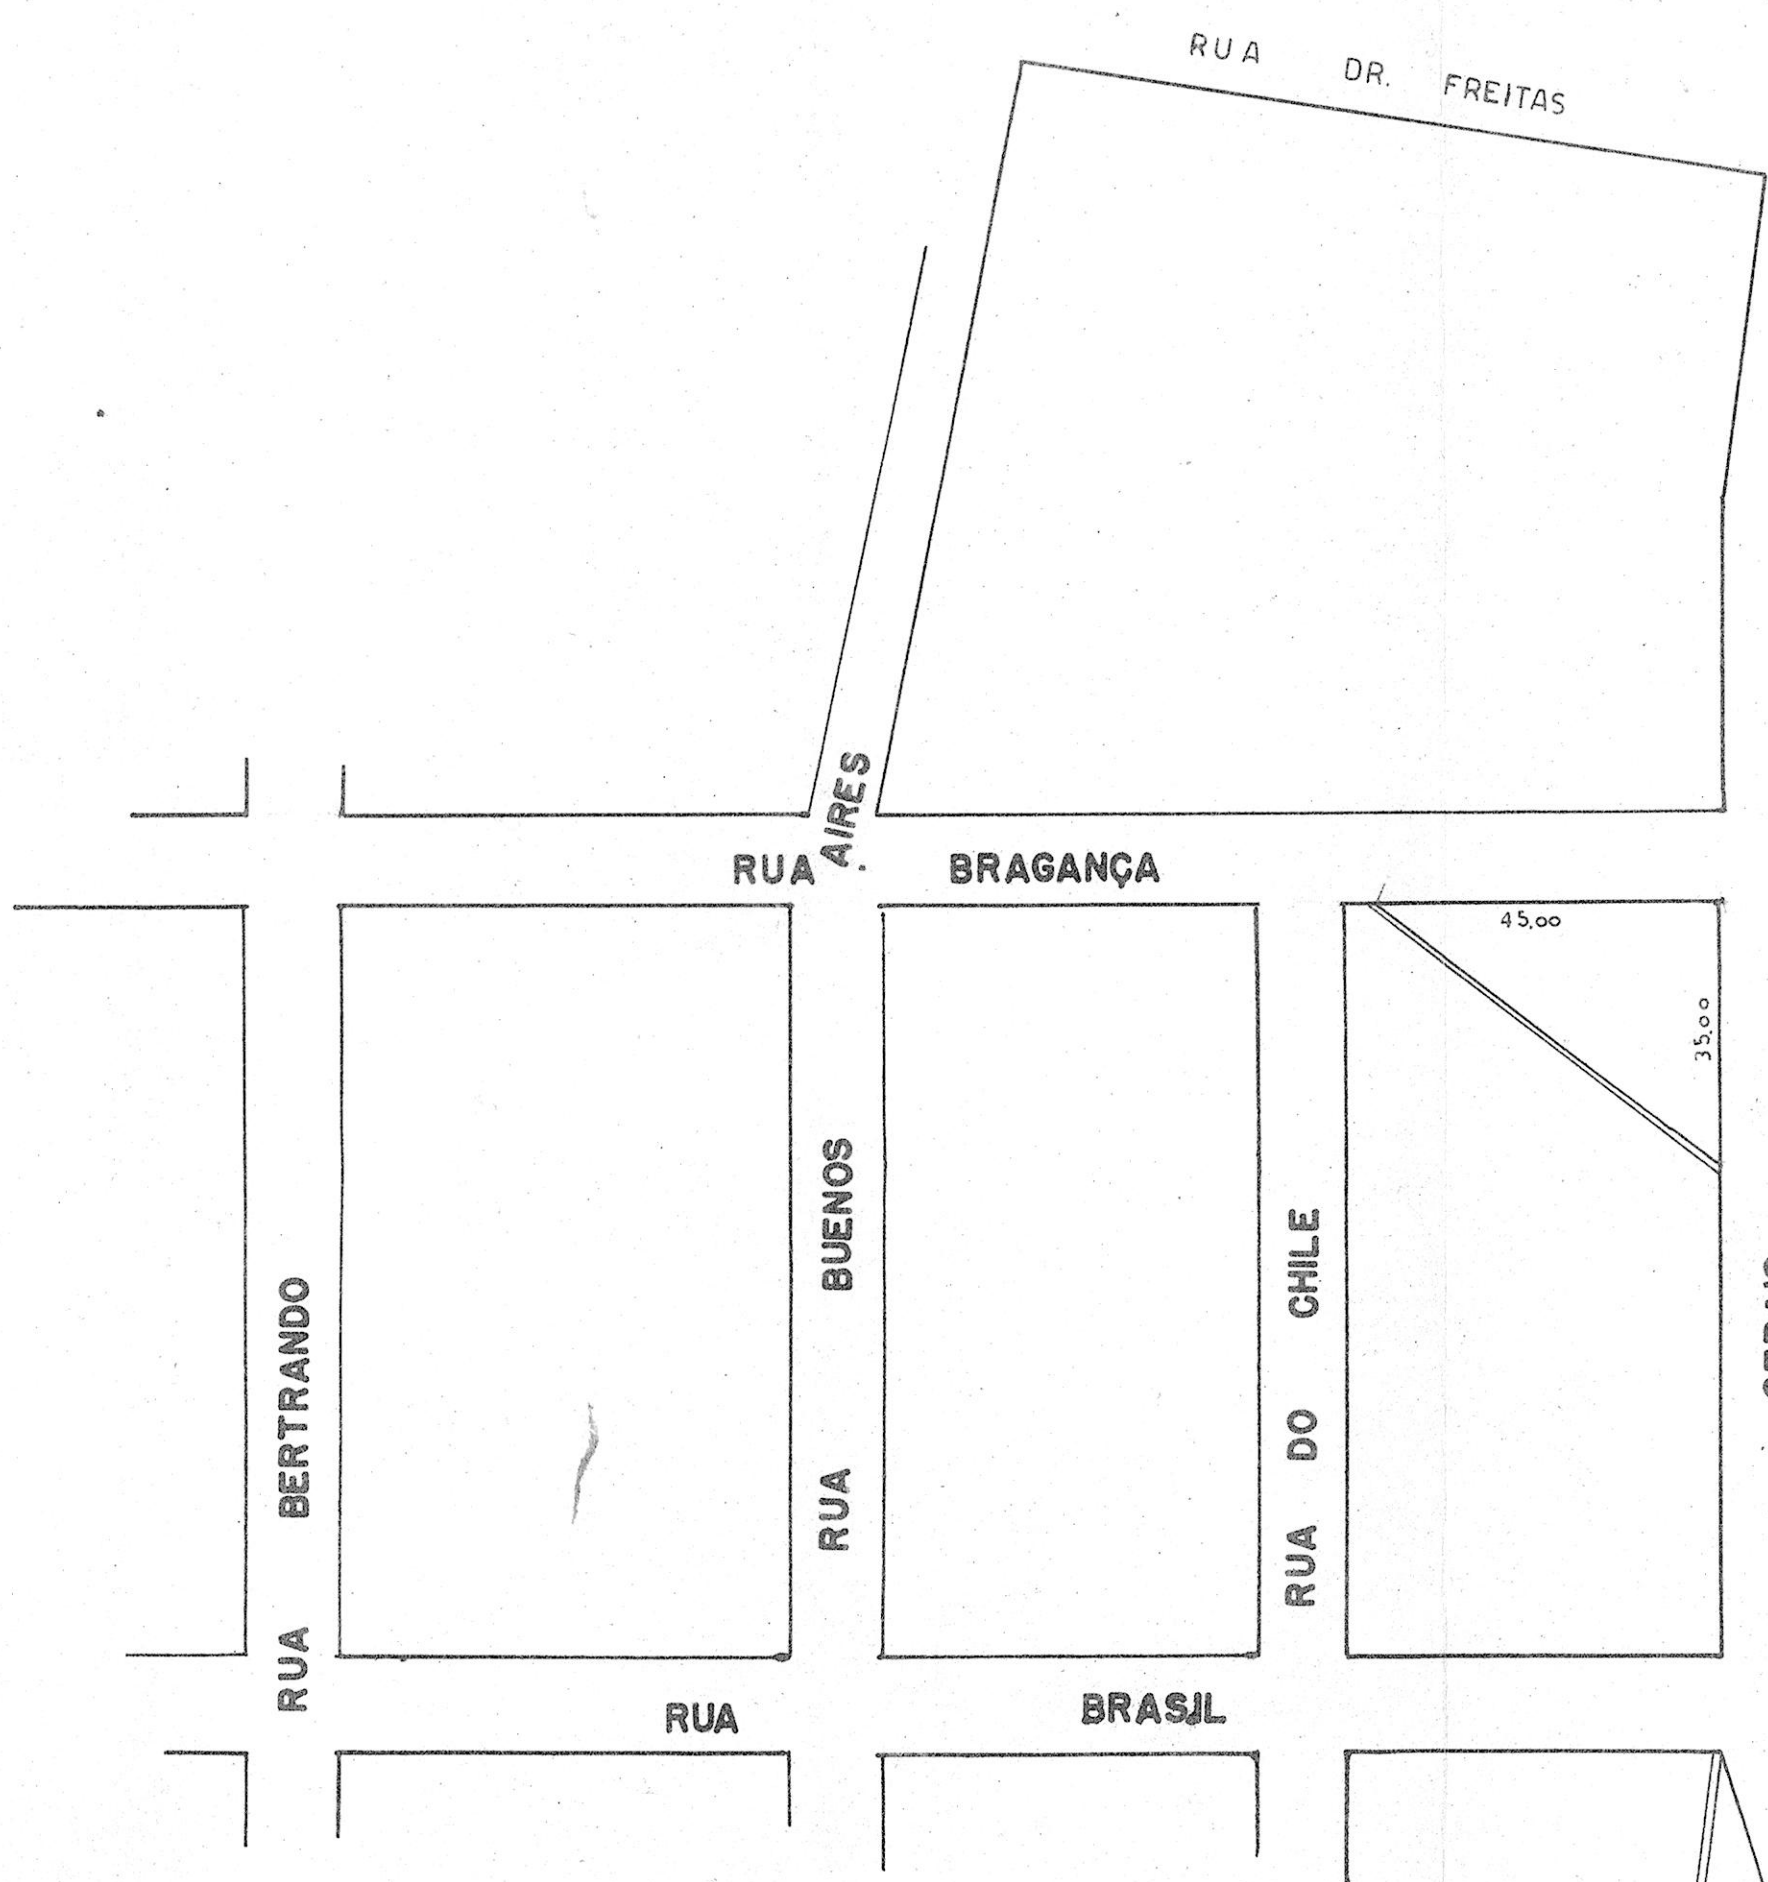 RUA DR. FREITAS
RUA BRAGANÇA
45,00
35,00
RUA BERTRANDO
RUA BUENOS AIRES
RUA DO CHILE
RUA BRASIL